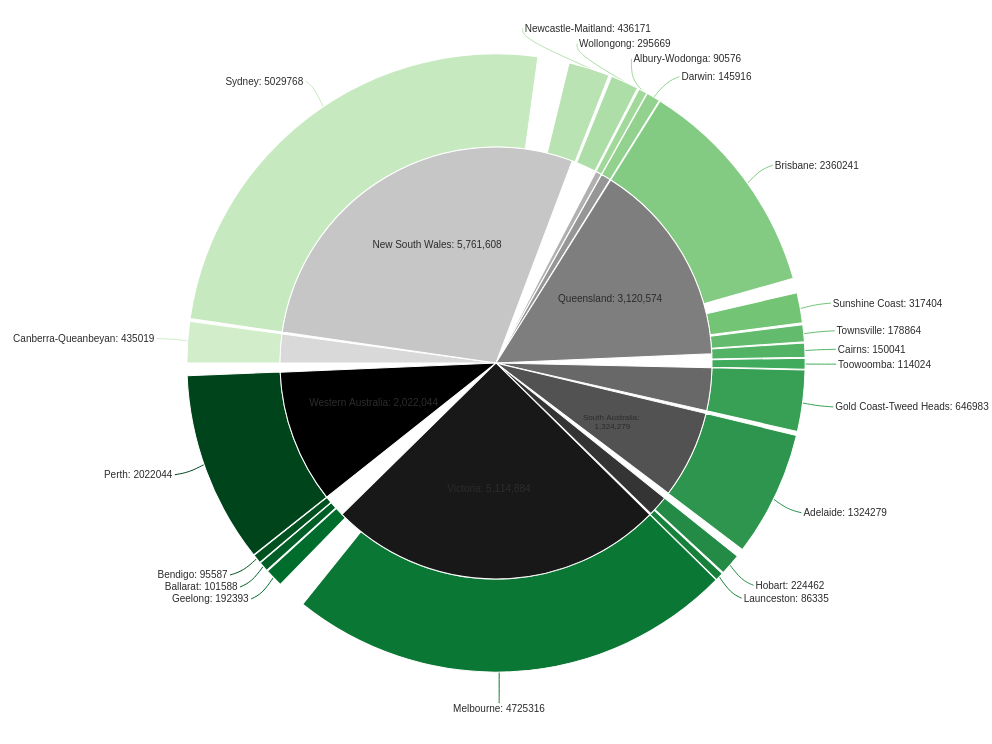 Newcastle-Maitland: 436171
Wollongong: 295669
Albury-Wodonga: 90576
Darwin: 145916
Sydney: 5029768
Brisbane: 2360241
New South Wales: 5,761,608
Queensland: 3,120,574
Sunshine Coast: 317404
Townsville: 178864
Canberra-Queanbeyan: 435019
Cairns: 150041
Toowoomba: 114024
Western Australia: 2,022,044
Gold Coast-Tweed Heads: 646983
South Australia:
1,324,279
Perth: 2022044
Victoria: 5,114,884
Adelaide: 1324279
Bendigo: 95587
Ballarat: 101588
Geelong: 192393
Hobart: 224462
Launceston: 86335
Melbourne: 4725316